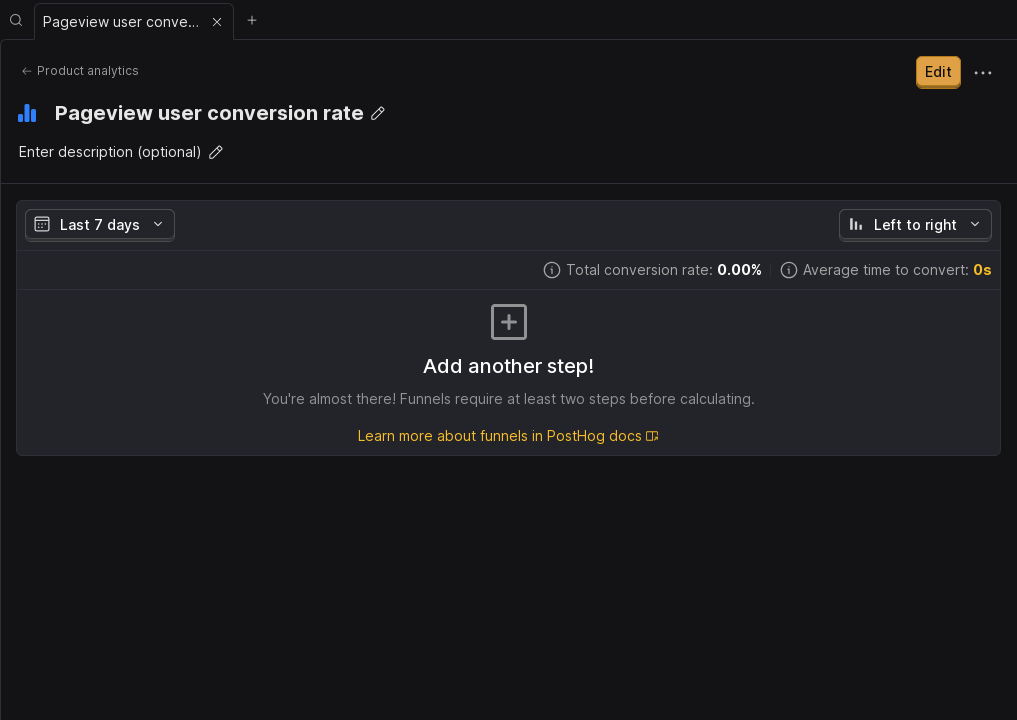 Pageview user conve...
Product analytics
Edit
Pageview user conversion rate
Enter description (optional)
Last 7 days
Left to right
Total conversion rate: 0.00%
Average time to convert: 0s
Add another step!
You're almost there! Funnels require at least two steps before calculating.
Learn more about funnels in PostHog docs